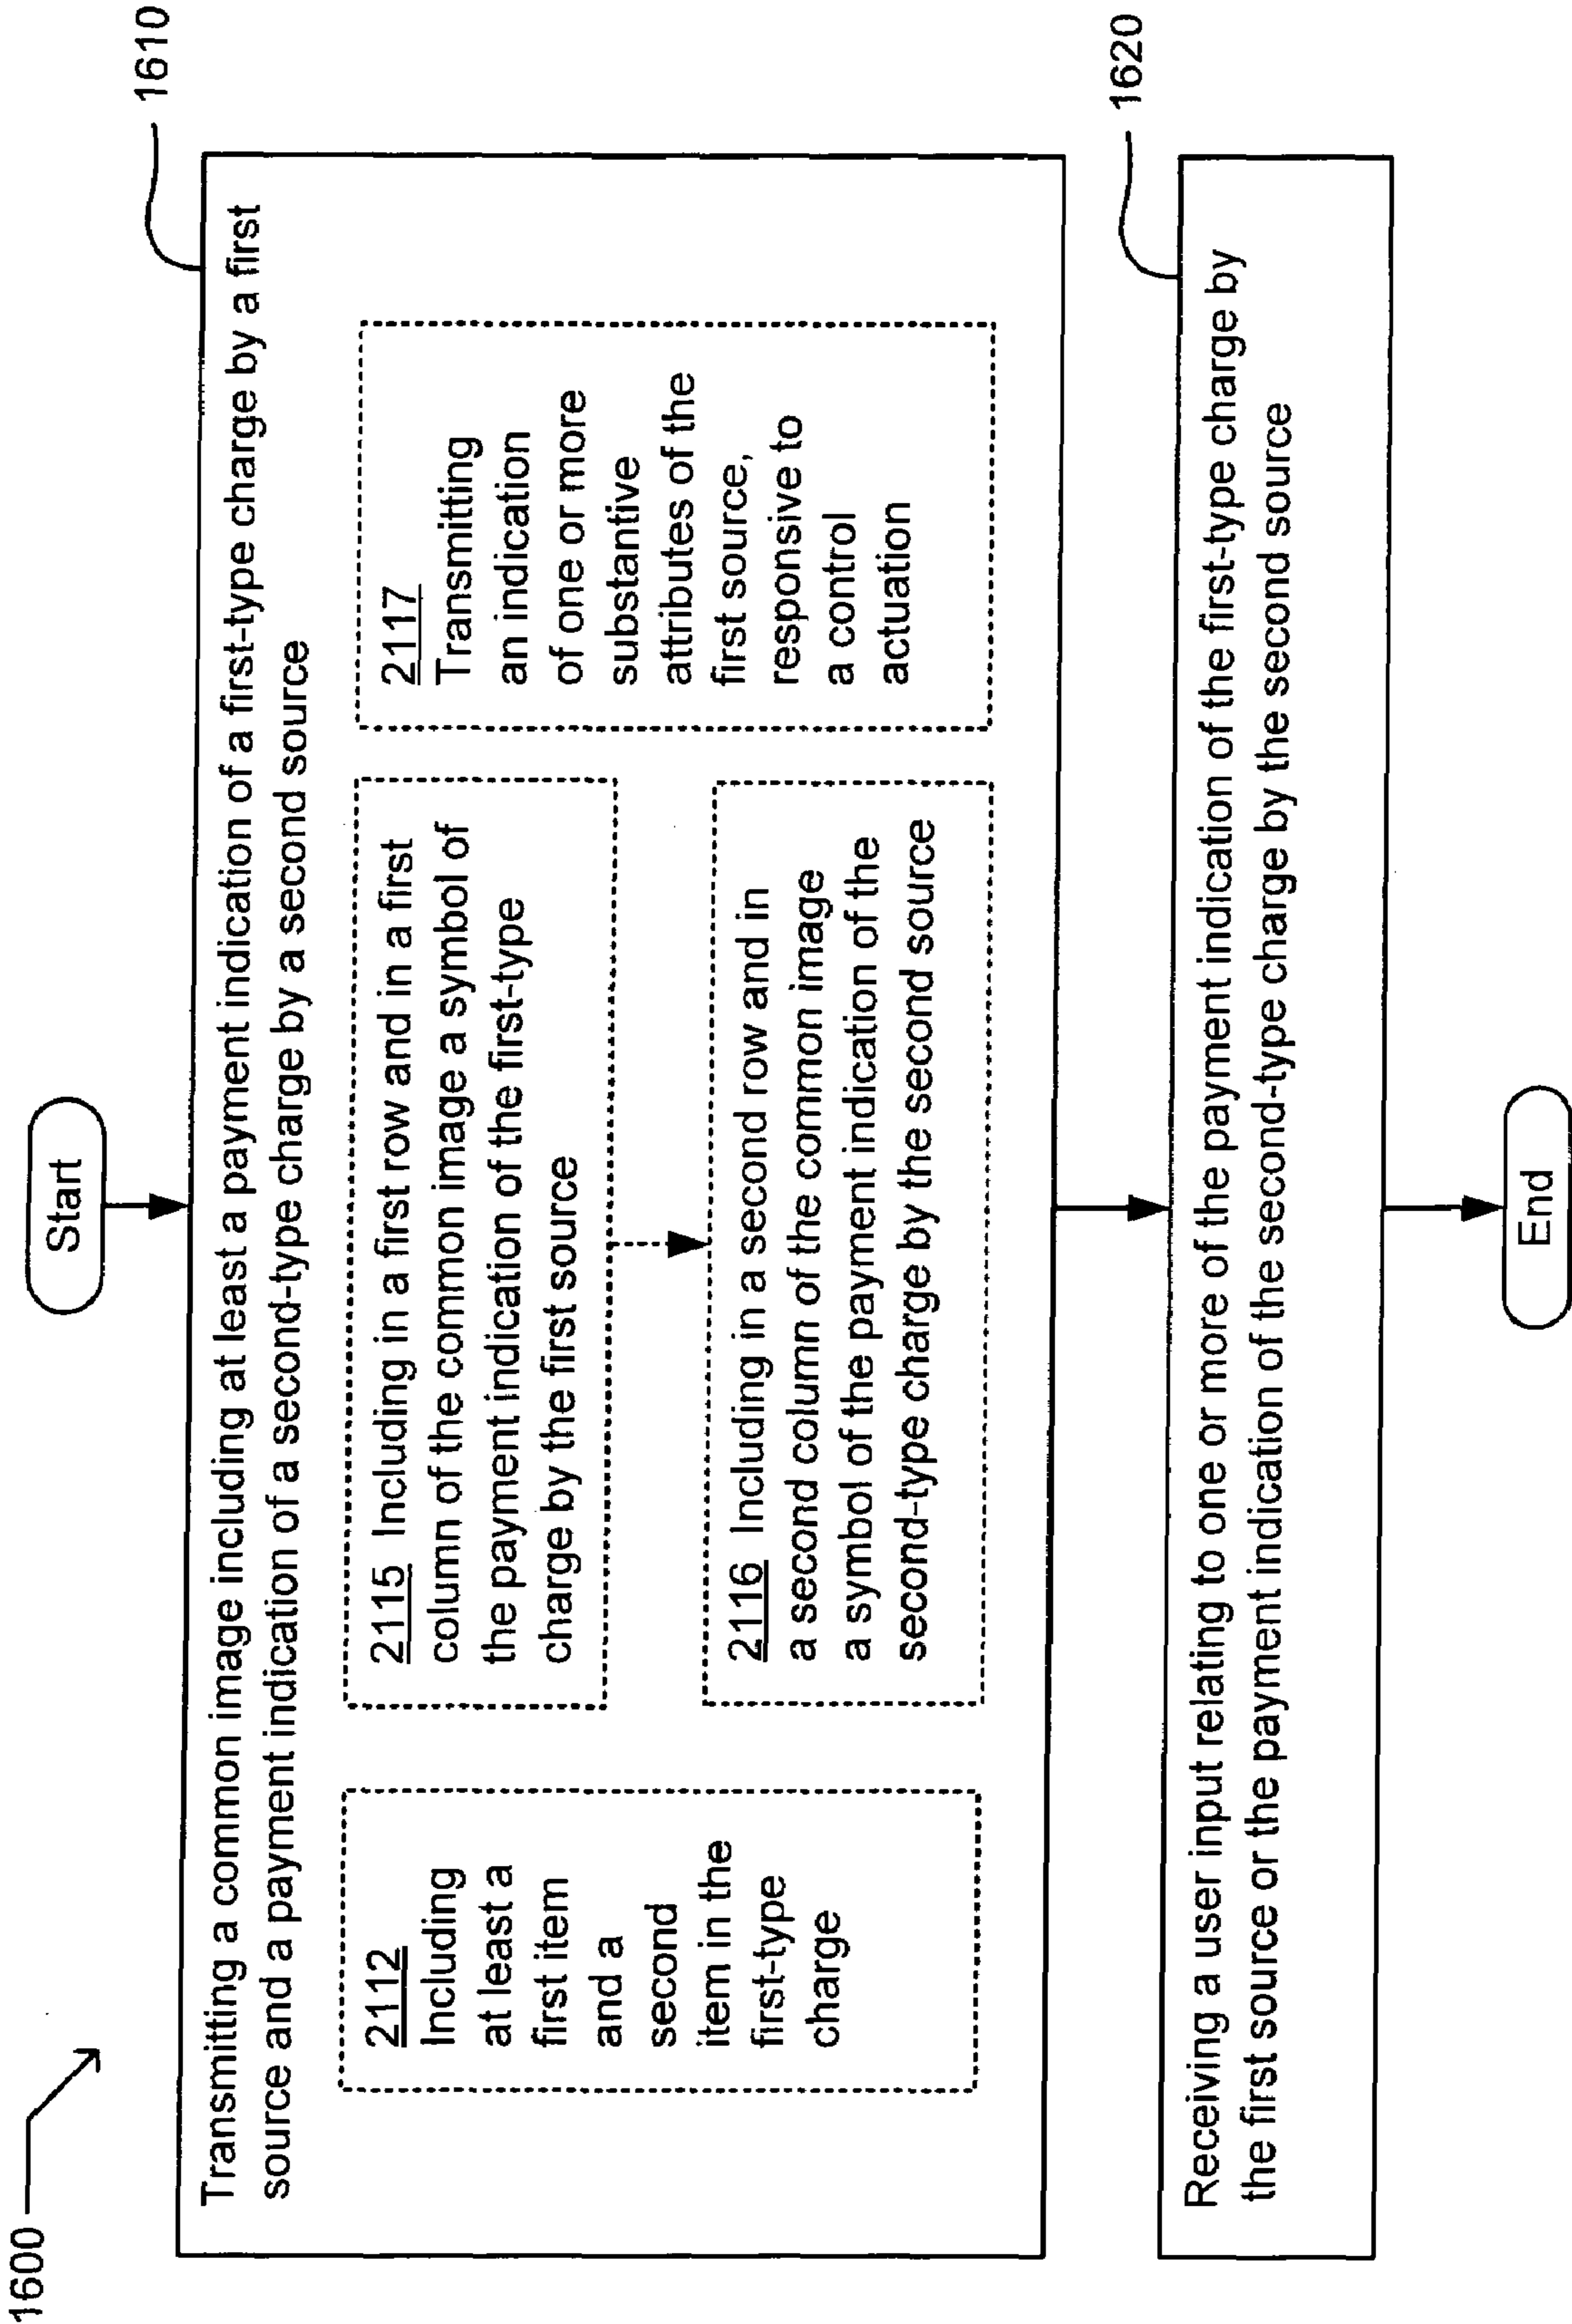 1600
Start
1610
Transmitting a common image including at least a payment indication of a first-type charge by a first
source and a payment indication of a second-type charge by a second source
2112
Including
at least a
first item
and a
second
item in the
first-type
charge
2115 Including in a first row and in a first
column of the common image a symbol of
the payment indication of the first-type
charge by the first source
2116 Including in a second row and in
a second column of the common image
a symbol of the payment indication of the
second-type charge by the second source
2117
Transmitting
an indication
of one or more
substantive
attributes of the
first source,
responsive to
a control
actuation
1620
Receiving a user input relating to one or more of the payment indication of the first-type charge by
the first source or the payment indication of the second-type charge by the second source
End